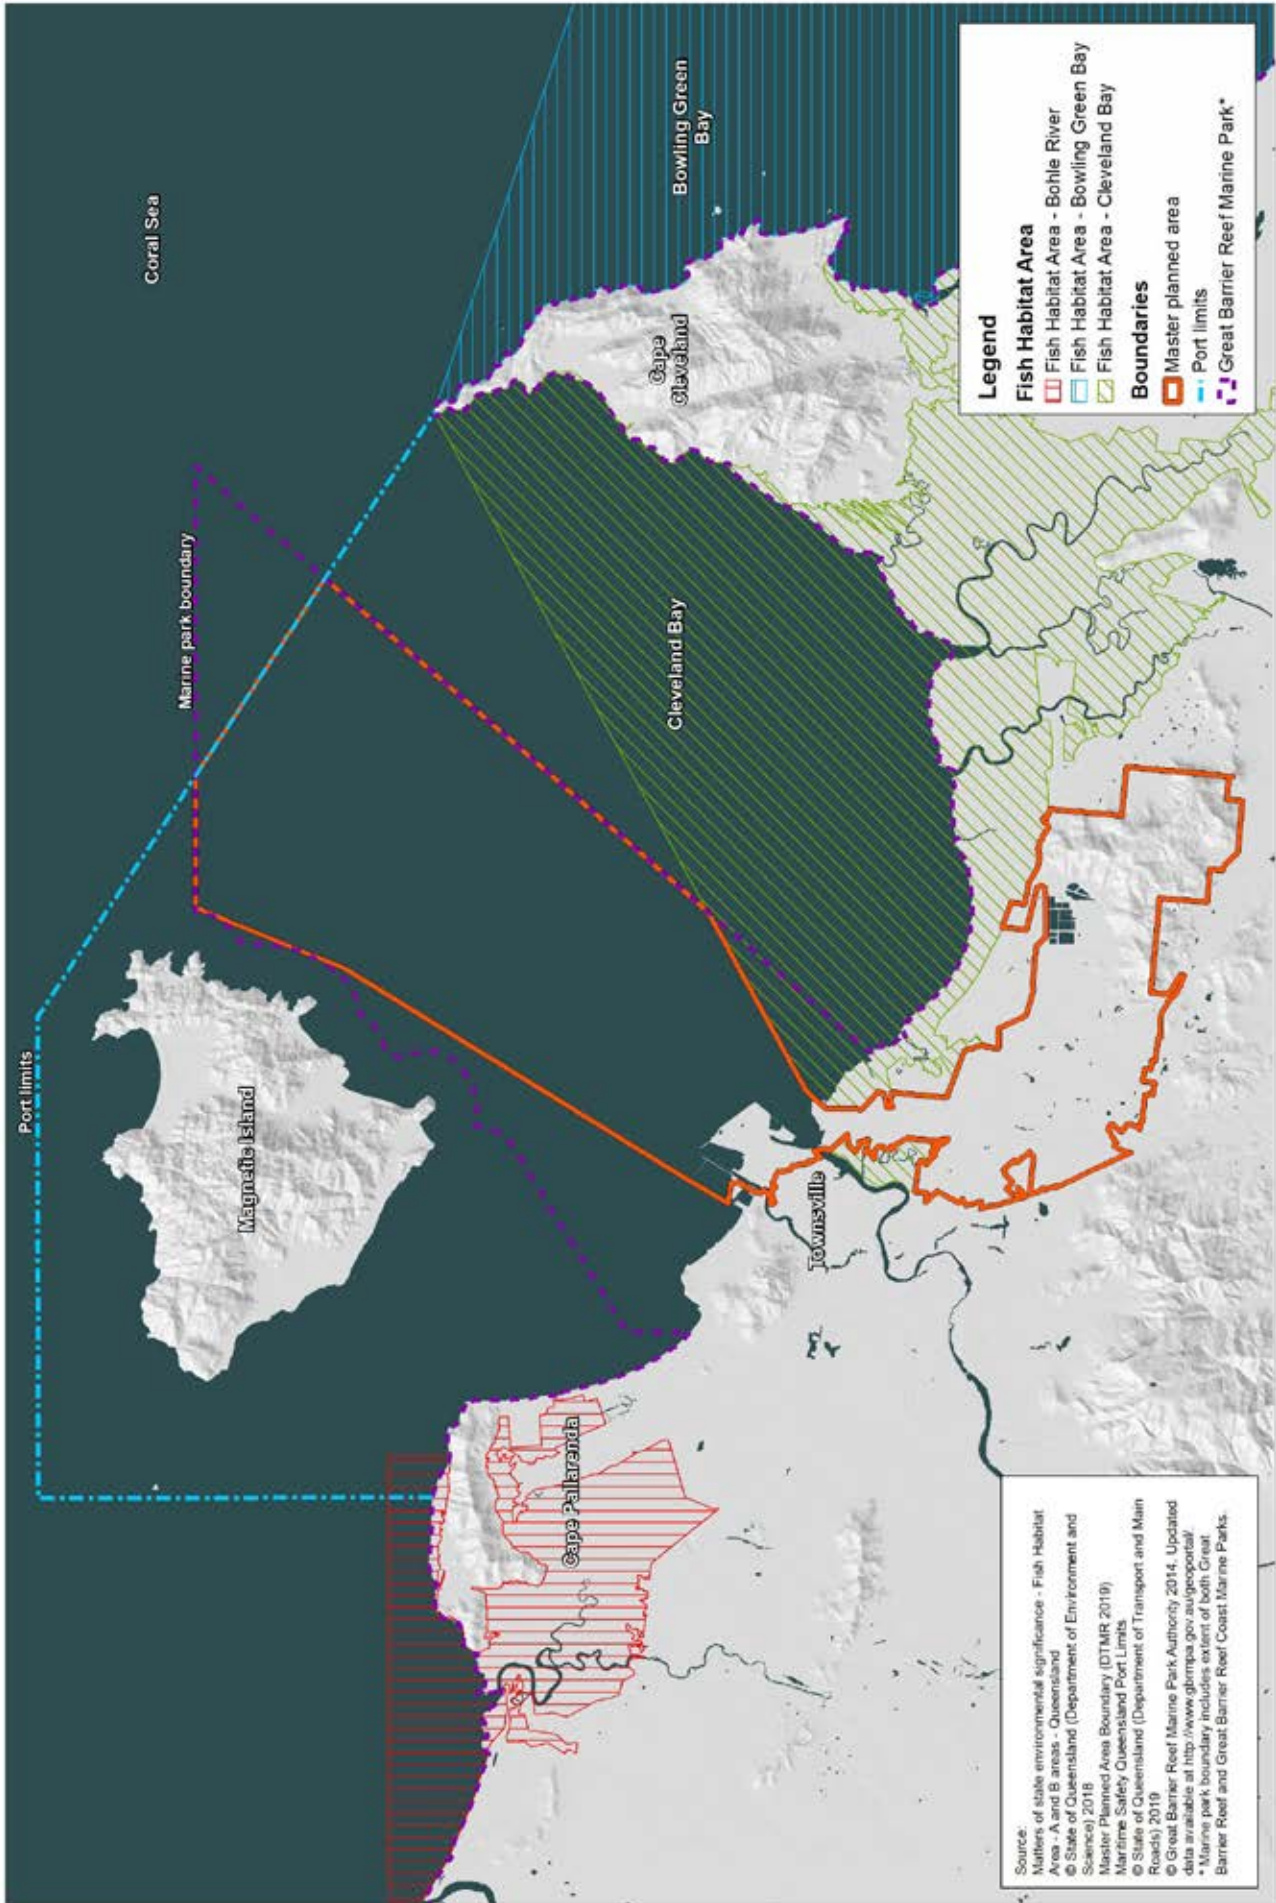 Port limits
Marine park boundary
Coral Sea
Magnetic Island
Bowling Green
Bay
Cape
Cleveland
Cleveland Bay
Townsville
Cape Pallarenda
Legend
Fish Habitat Area
Fish Habitat Area - Bohle River
Fish Habitat Area - Bowling Green Bay
Fish Habitat Area - Cleveland Bay
Boundaries
Master planned area
Port limits
Great Barrier Reef Marine Park*
Source:
Matters of state environmental significance - Fish Habitat
Area - A and B areas - Queensland
© State of Queensland (Department of Environment and
Science) 2018
Master Planned Area Boundary (DTMR 2019)
Maritime Safety Queensland Port Limits
© State of Queensland (Department of Transport and Main
Roads) 2019
© Great Barrier Reef Marine Park Authority 2014. Updated
data available at http://www.gbrmpa.gov.au/geoportal/.
* Marine park boundary includes extent of both Great
Barrier Reef and Great Barrier Reef Coast Marine Parks.